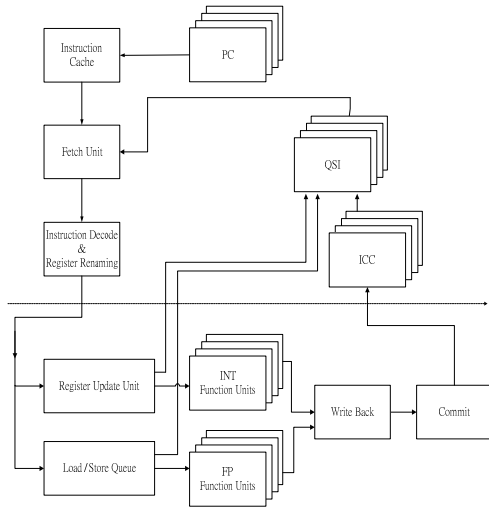 Instruction
Cache
PC
Fetch Unit
QSI
Instruction Decode
&
Register Renaming
ICC
Register Update Unit
INT
Function Units
Write Back
Commit
Load/Store Queue
FP
Function Units